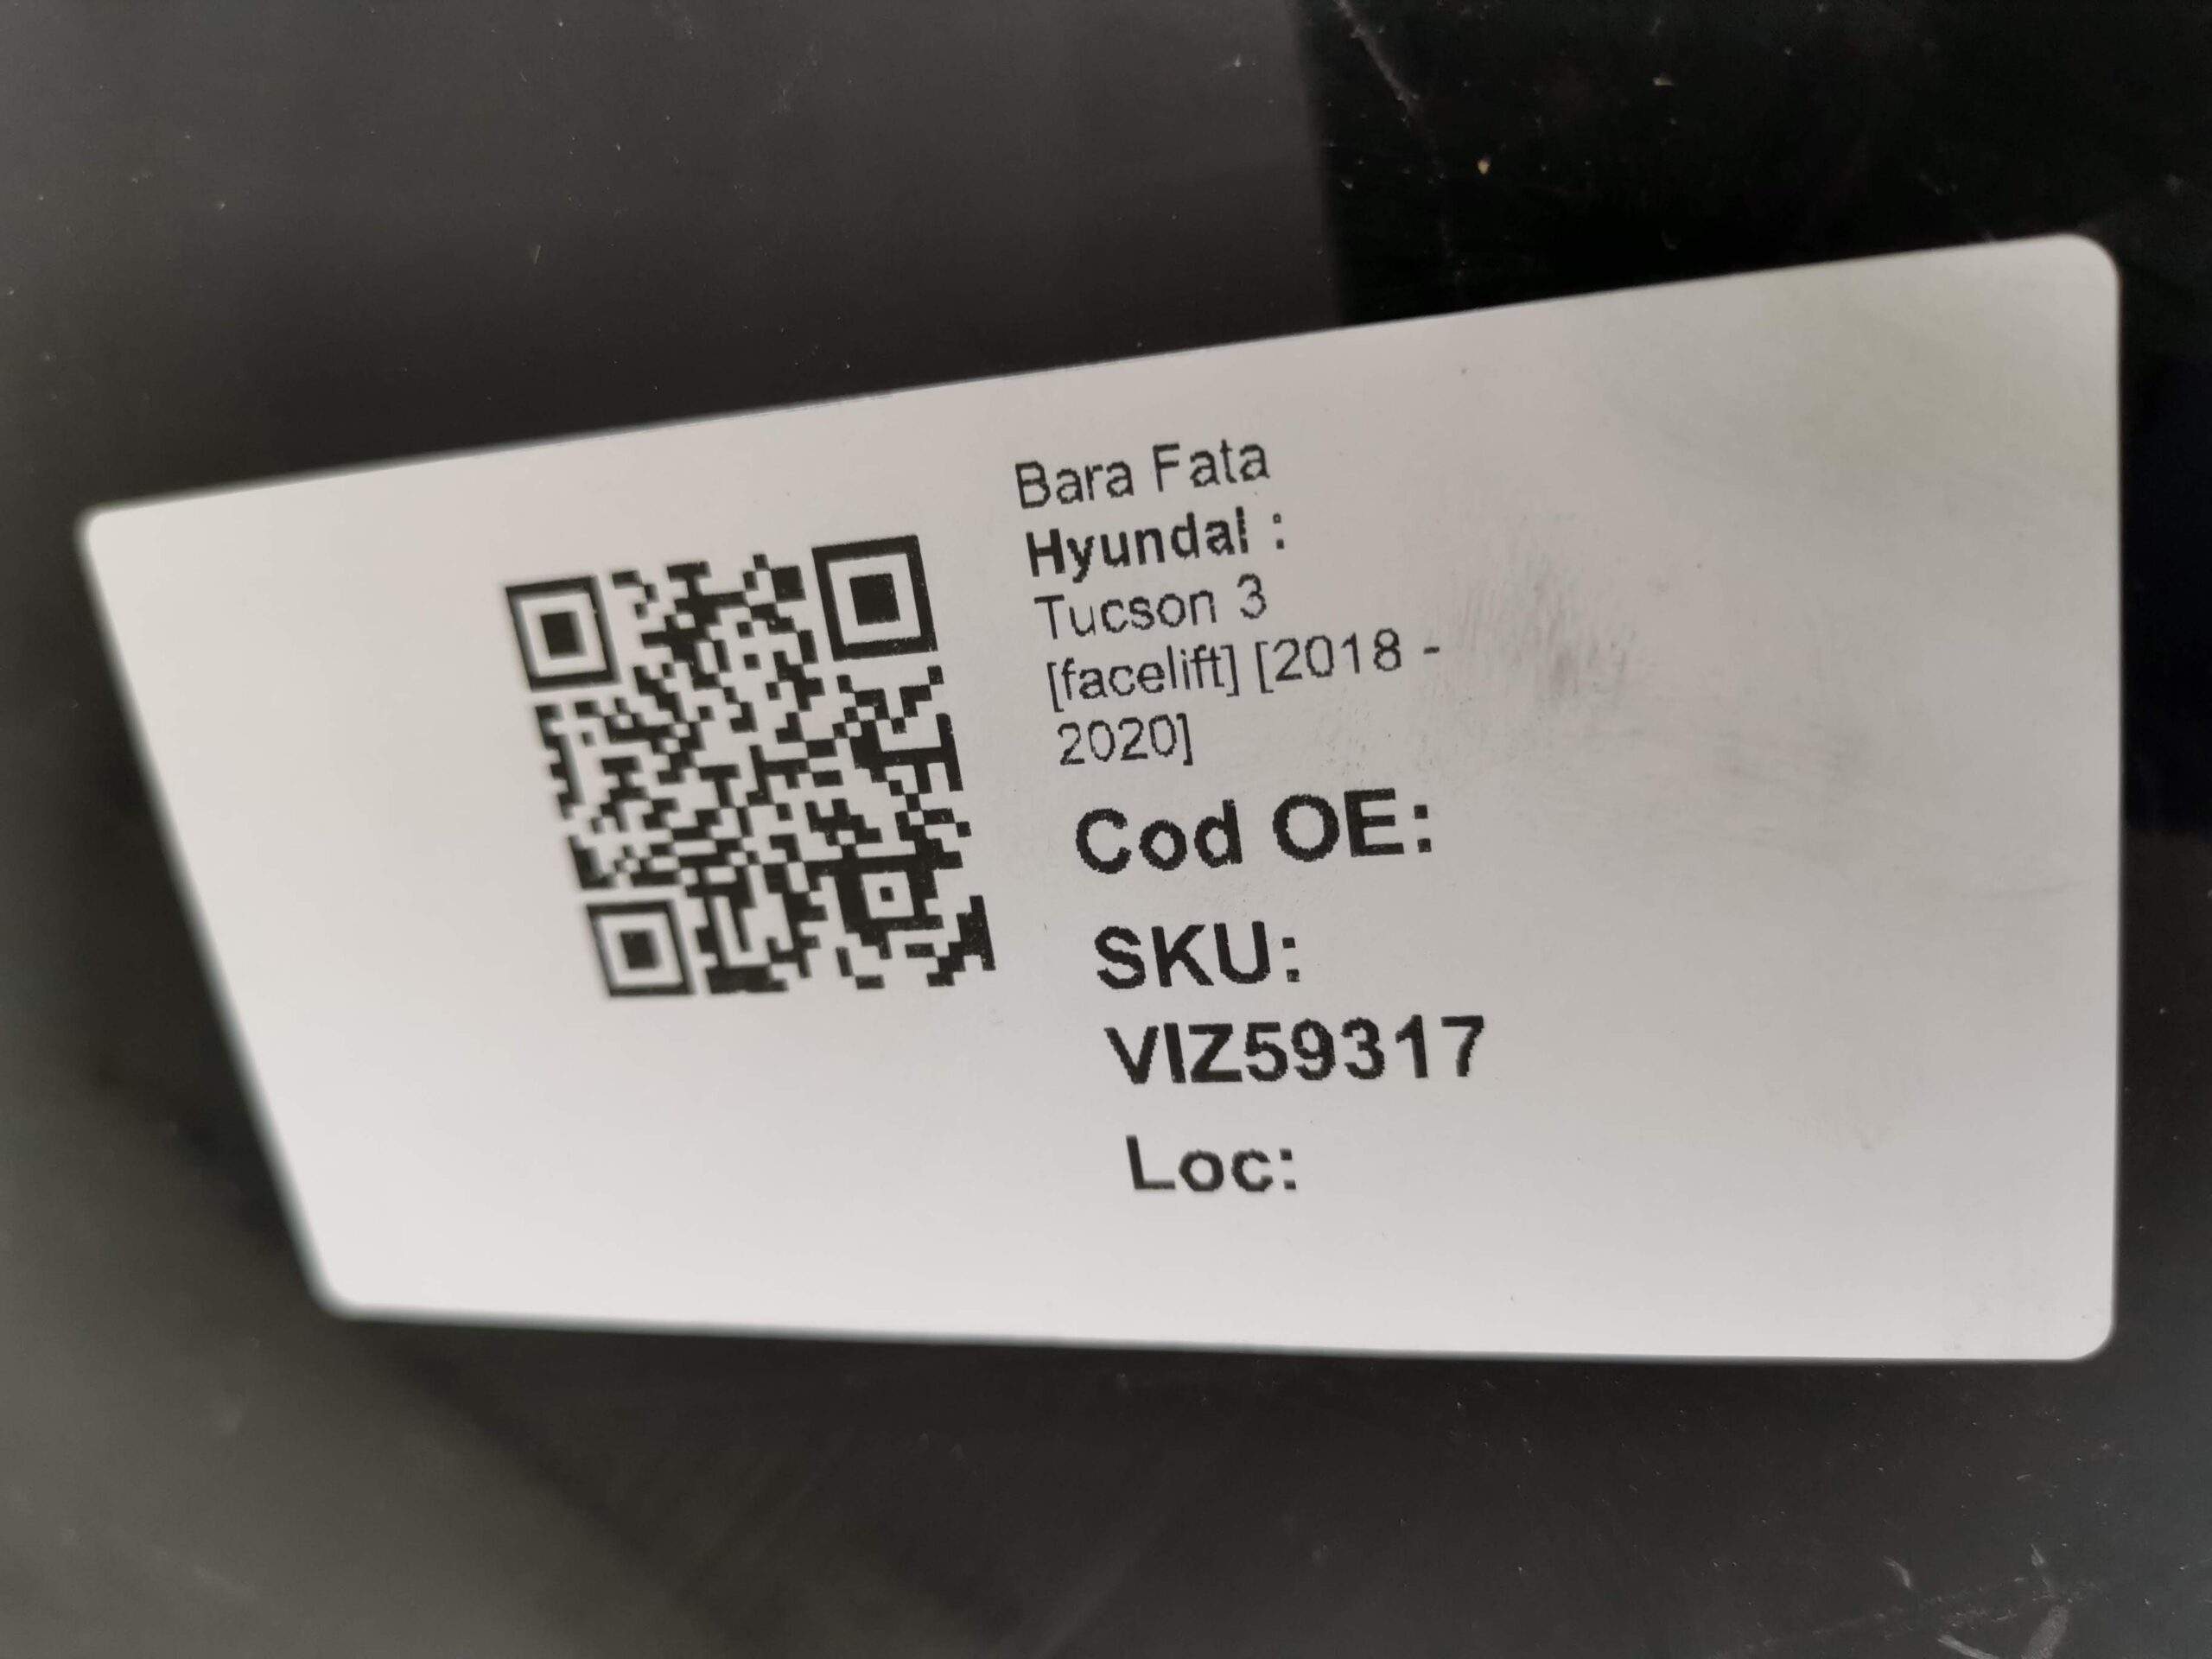 Bara Fata
Hyundai :
Tucson 3
[facelift] [2018 -
2020]
Cod OE:
SKU:
VIZ59317
Loc: